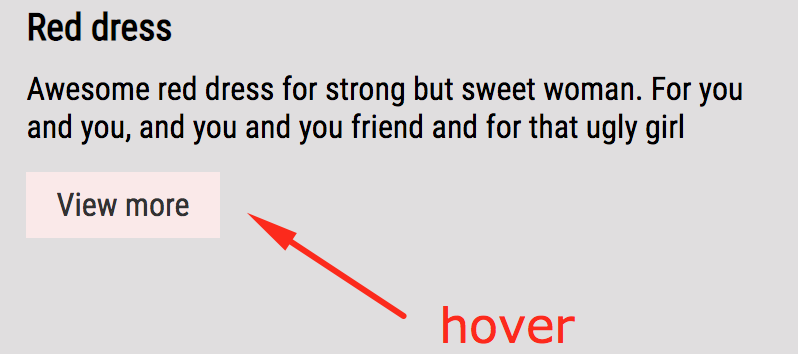 Red dress
Awesome red dress for strong but sweet woman. For you
and you, and you and you friend and for that ugly girl
View more
hover